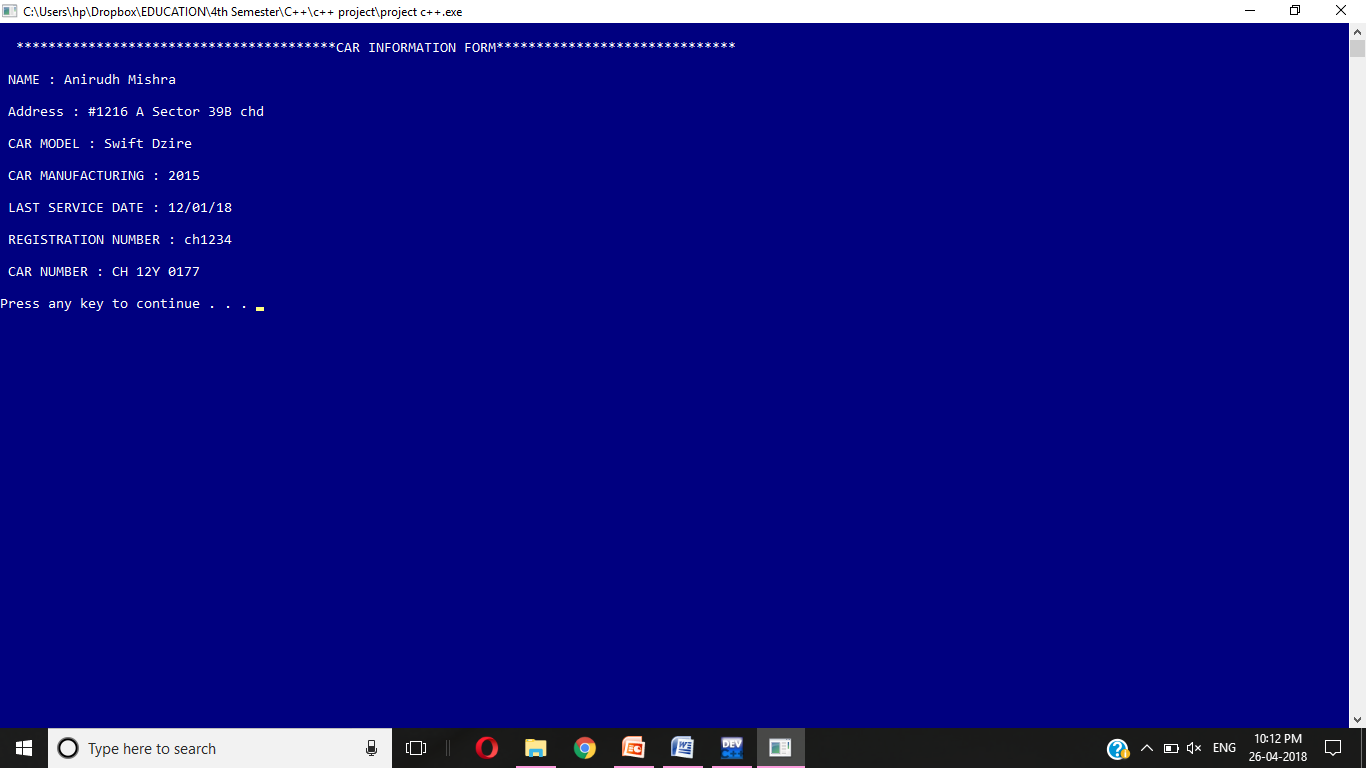 C:\Users\hp\Dropbox\EDUCATION\4th Semester\C++\c++ project\project c++.exe
****************************************CAR INFORMATION FORM******************************
NAME : Anirudh Mishra
Address : #1216 A Sector 39B chd
CAR MODEL : Swift Dzire
CAR MANUFACTURING : 2015
LAST SERVICE DATE : 12/01/18
REGISTRATION NUMBER : ch1234
CAR NUMBER : CH 12Y 0177
Press any key to continue . . .
Type here to search
DEV
ENG
10:12 PM
26-04-2018